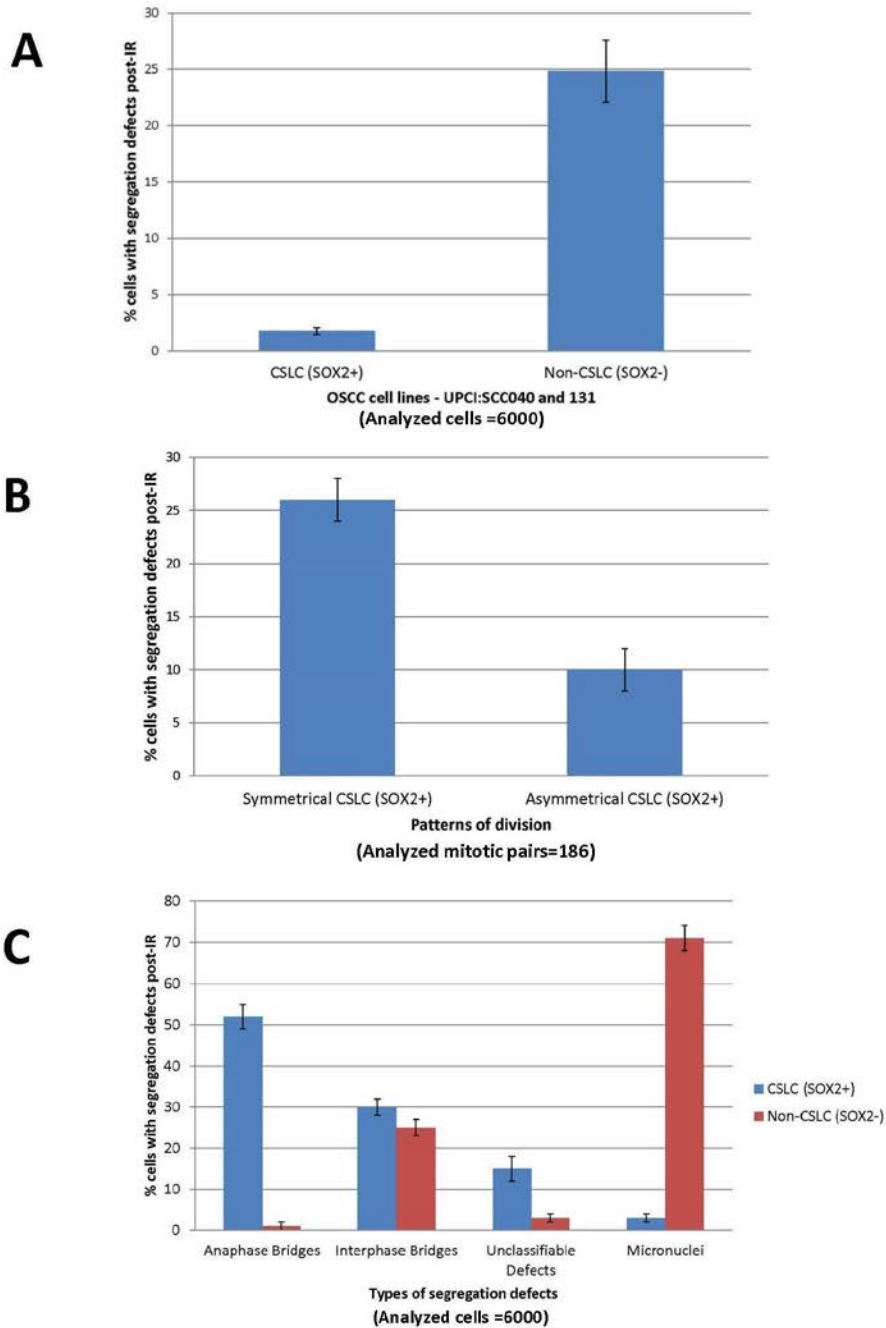 A
% cells with segregation defects post-IR
30
25
20
15
10
5
0
CSLC (SOX2+)
Non-CSLC (SOX2-)
OSCC cell lines - UPCI:SCC040 and 131
(Analyzed cells =6000)
B
% cells with segregation defects post-IR
30
25
20
15
10
5
0
Symmetrical CSLC (SOX2+)
Asymmetrical CSLC (SOX2+)
Patterns of division
(Analyzed mitotic pairs=186)
C
% cells with segregation defects post-IR
80
70
60
50
40
30
20
10
0
Anaphase Bridges
Interphase Bridges
Unclassifiable
Defects
Micronuclei
CSLC (SOX2+)
Non-CSLC (SOX2-)
Types of segregation defects
(Analyzed cells =6000)